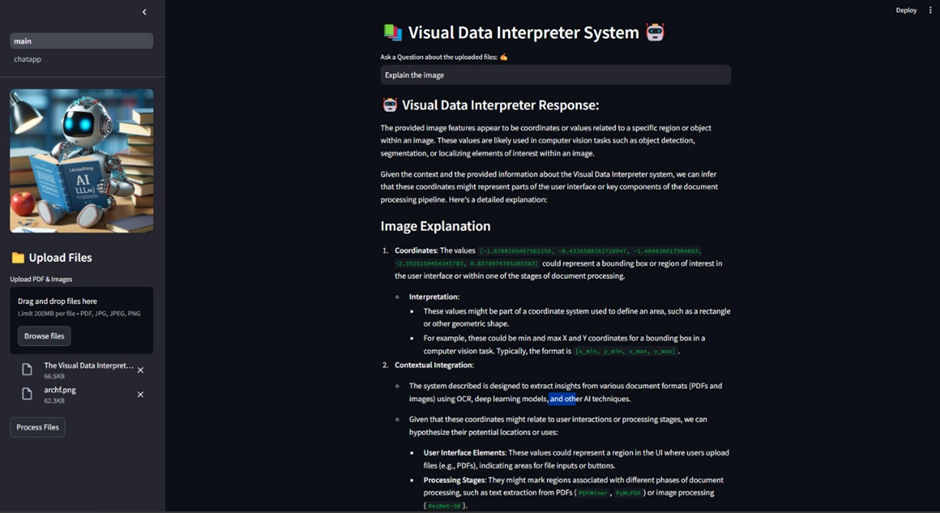 Deploy
main
chatapp
AI
Upload Files
Upload PDF & Images
Drag and drop files here
Limit 200MB per file • PDF, JPG, JPEG, PNG
Browse files
The Visual Data Interpret...
66.5KB
archf.png
62.3KB
Process Files
Visual Data Interpreter System
Ask a Question about the uploaded files:
Explain the image
Visual Data Interpreter Response:
The provided image features appear to be coordinates or values related to a specific region or object
within an image. These values are likely used in computer vision tasks such as object detection,
segmentation, or localizing elements of interest within an image.
Given the context and the provided information about the Visual Data Interpreter system, we can infer
that these coordinates might represent parts of the user interface or key components of the document
processing pipeline. Here's a detailed explanation:
Image Explanation
1. Coordinates: The values
could represent a bounding box or region of interest in
the user interface or within one of the stages of document processing.
Interpretation:
These values might be part of a coordinate system used to define an area, such as a rectangle
or other geometric shape.
For example, these could be min and max X and Y coordinates for a bounding box in a
computer vision task. Typically, the format is [x_min, y_min, x_max, y_max] .
2. Contextual Integration:
The system described is designed to extract insights from various document formats (PDFs and
images) using OCR, deep learning models, and other AI techniques.
Given that these coordinates might relate to user interactions or processing stages, we can
hypothesize their potential locations or uses:
User Interface Elements: These values could represent a region in the UI where users upload
files (e.g., PDFs), indicating areas for file inputs or buttons.
Processing Stages: They might mark regions associated with different phases of document
processing, such as text extraction from PDFs ( PDFMiner , PyMuPDF ) or image processing
( ResNet-50 ).